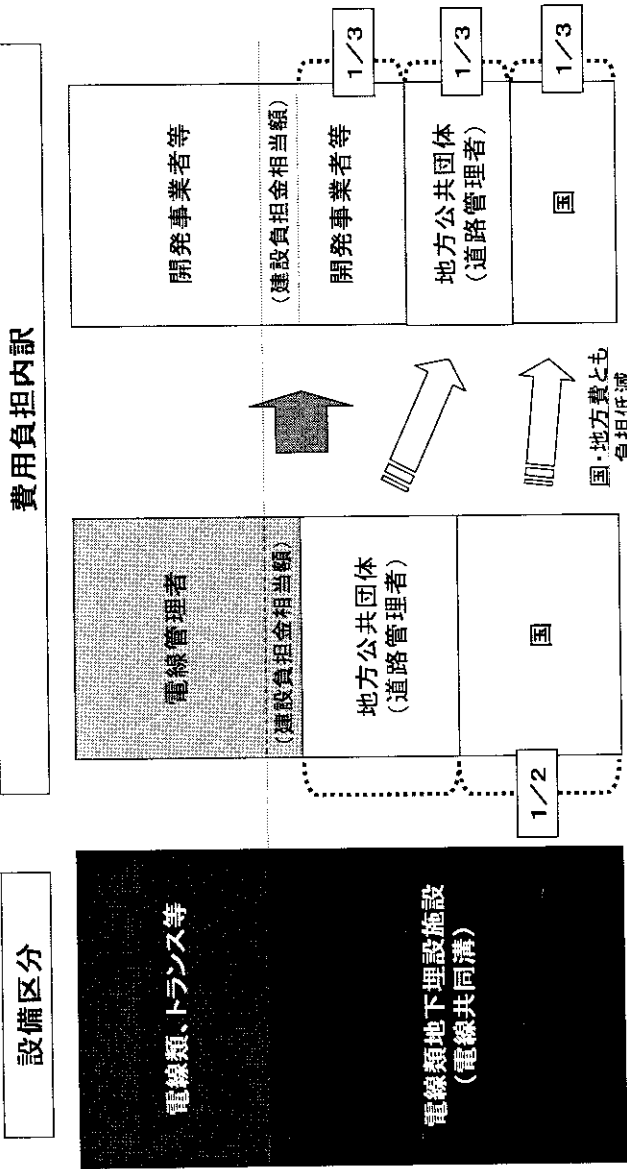 費用負担内訳
設備区分
電線類、トランス等
電線類地下埋設施設
(電線共同溝)
電線管理者
(建設負担金相当額)
地方公共団体
(道路管理者)
国
1/2
国・地方費とも
負担低減
開発事業者等
(建設負担金相当額)
開発事業者等
地方公共団体
(道路管理者)
国
1/3
1/3
1/3